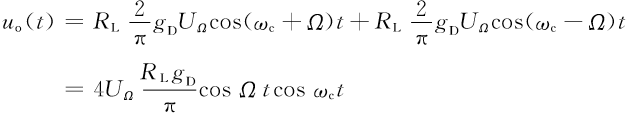 u_o(t) = R_L 2/π g_D U_Ω cos(ω_c + Ω)t + R_L 2/π g_D U_Ω cos(ω_c − Ω)t
= 4U_Ω R_L g_D/π cos Ω t cos ω_c t